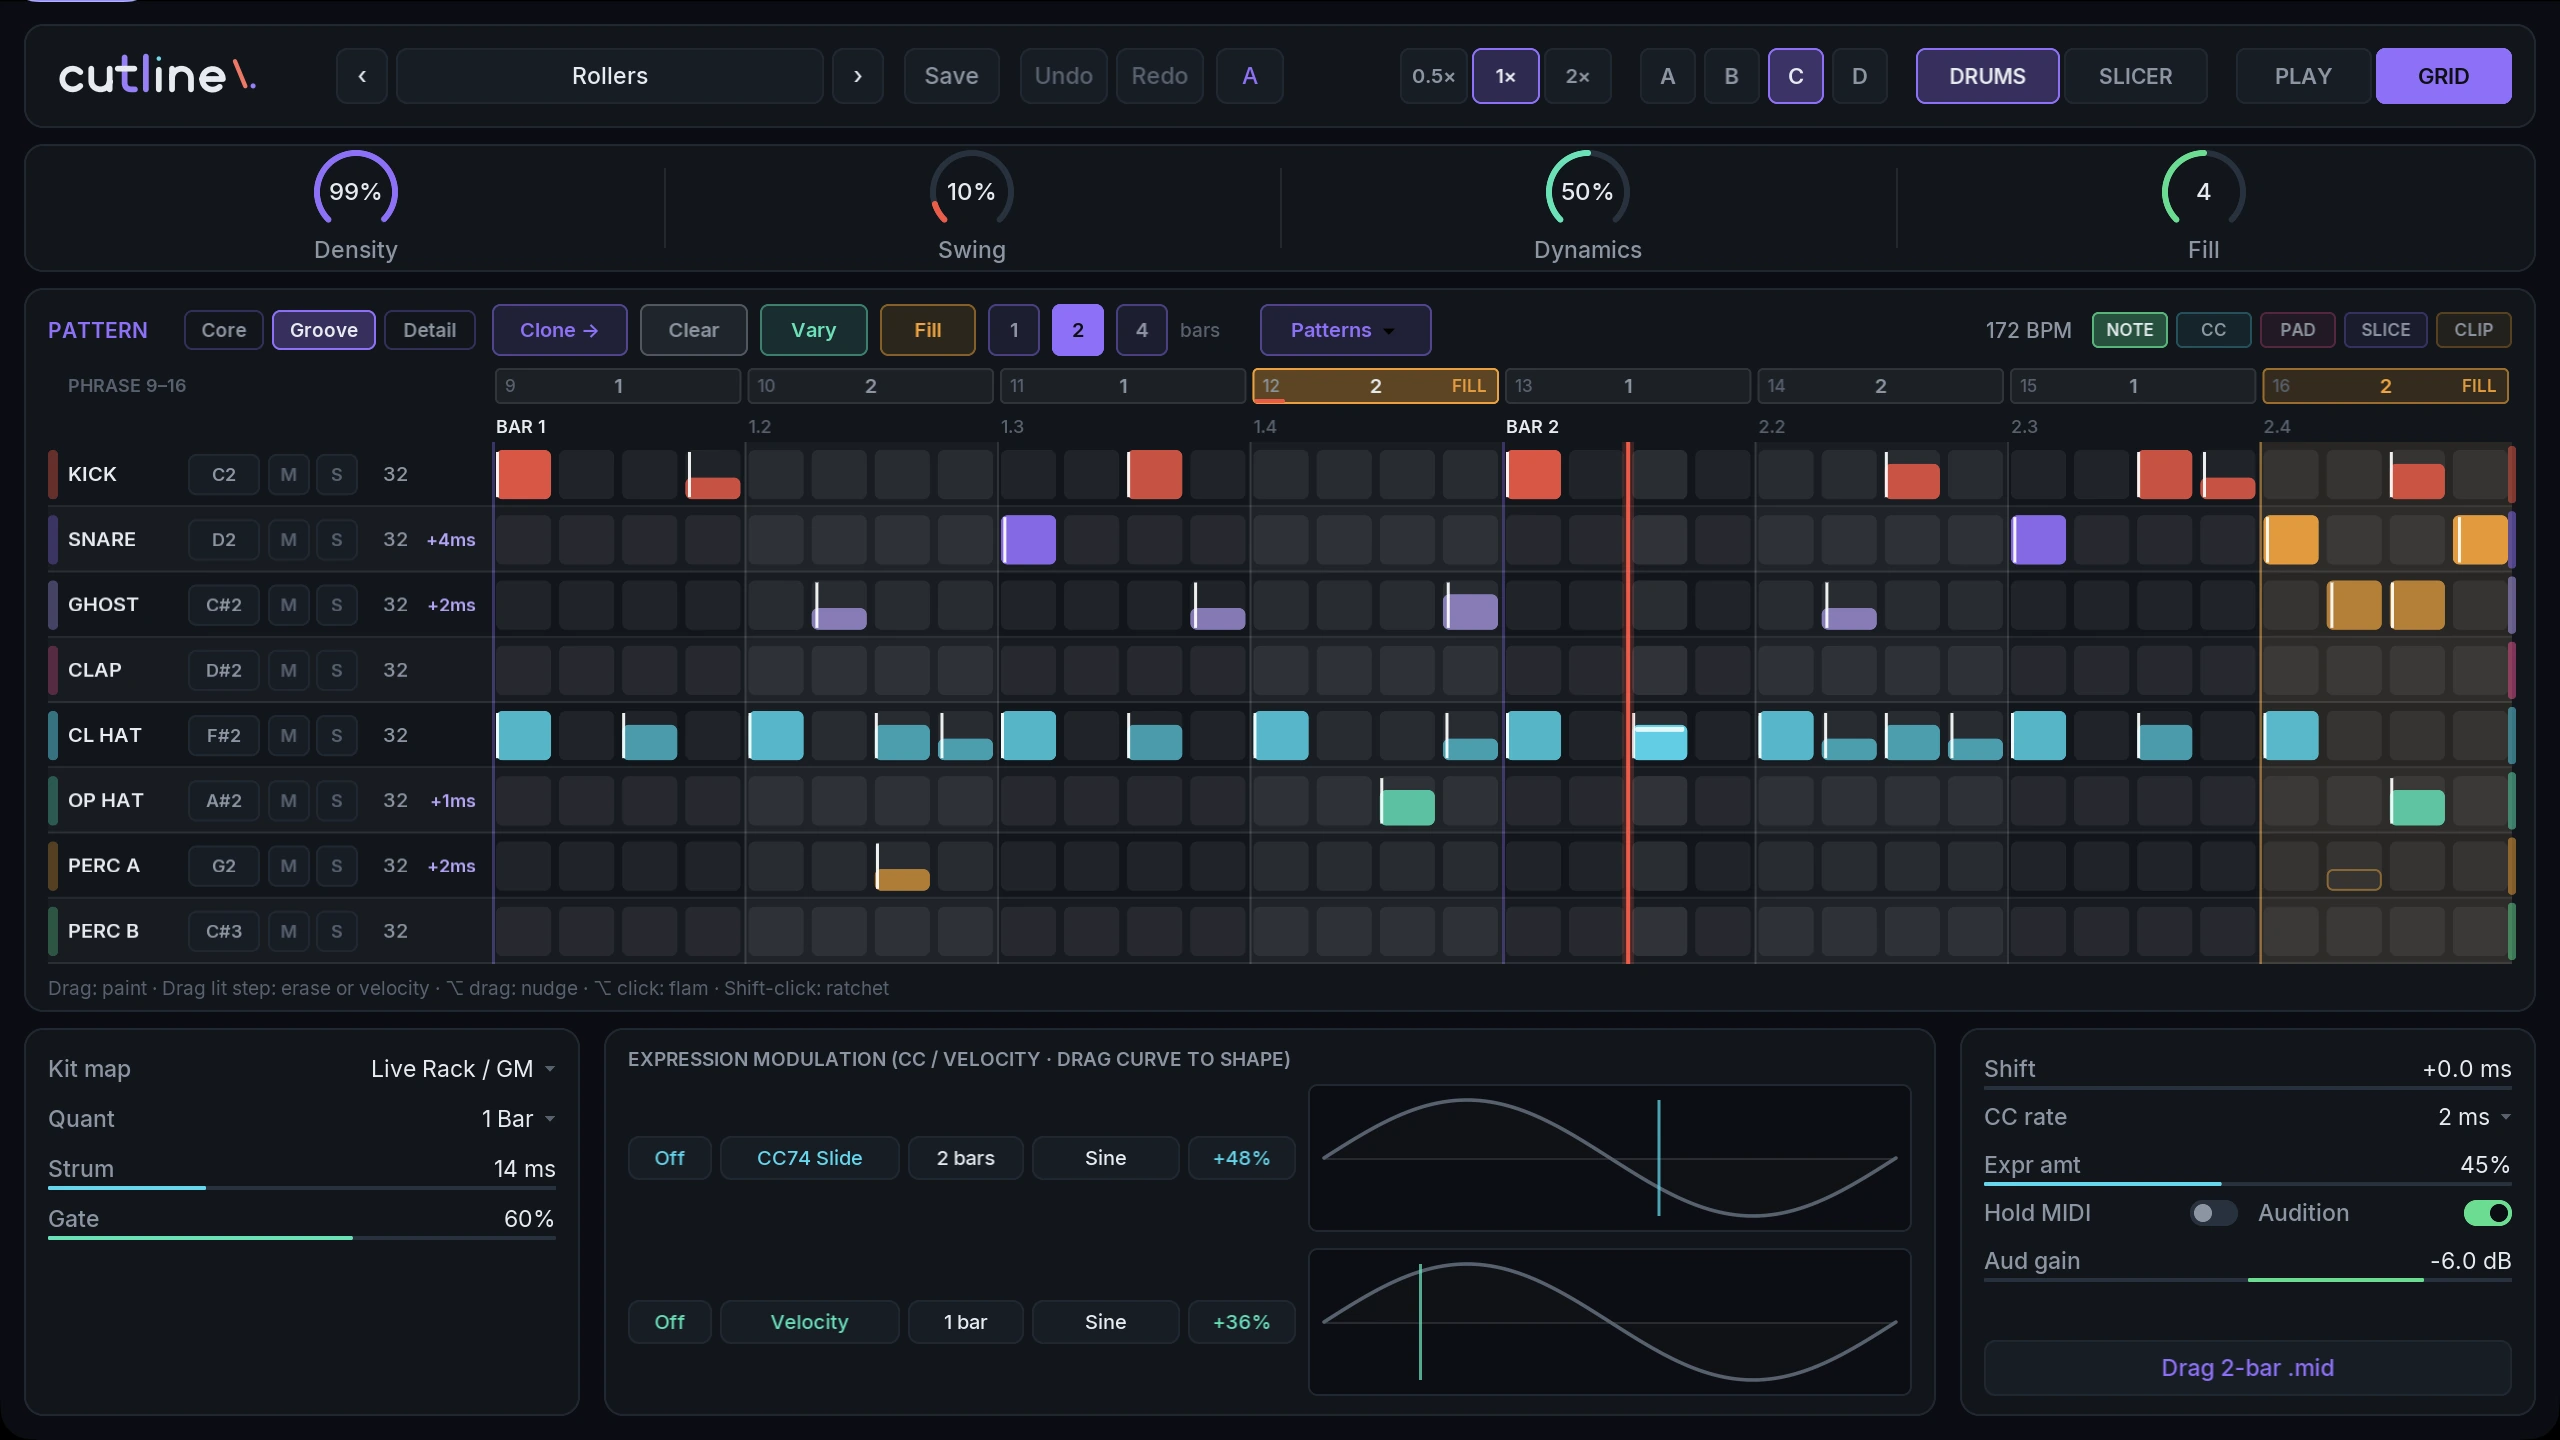 cutline ‹ Rollers › Save Undo Redo A 0.5× 1× 2× A B C D DRUMS SLICER PLAY GRID
99% 10% 50% 4
Density Swing Dynamics Fill
PATTERN Core Groove Detail Clone → Clear Vary Fill 1 2 4 bars Patterns 172 BPM NOTE CC PAD SLICE CLIP
PHRASE 9–16 9 1 10 2 11 1 12 2 FILL 13 1 14 2 15 1 16 2 FILL
BAR 1 1.2 1.3 1.4 BAR 2 2.2 2.3 2.4
KICK C2 M S 32
SNARE D2 M S 32 +4ms
GHOST C#2 M S 32 +2ms
CLAP D#2 M S 32
CL HAT F#2 M S 32
OP HAT A#2 M S 32 +1ms
PERC A G2 M S 32 +2ms
PERC B C#3 M S 32
Drag: paint · Drag lit step: erase or velocity · ⌥ drag: nudge · ⌥ click: flam · Shift-click: ratchet
Kit map Live Rack / GM
Quant 1 Bar
Strum 14 ms
Gate 60%
EXPRESSION MODULATION (CC / VELOCITY · DRAG CURVE TO SHAPE)
Off CC74 Slide 2 bars Sine +48%
Off Velocity 1 bar Sine +36%
Shift +0.0 ms
CC rate 2 ms
Expr amt 45%
Hold MIDI Audition
Aud gain -6.0 dB
Drag 2-bar .mid